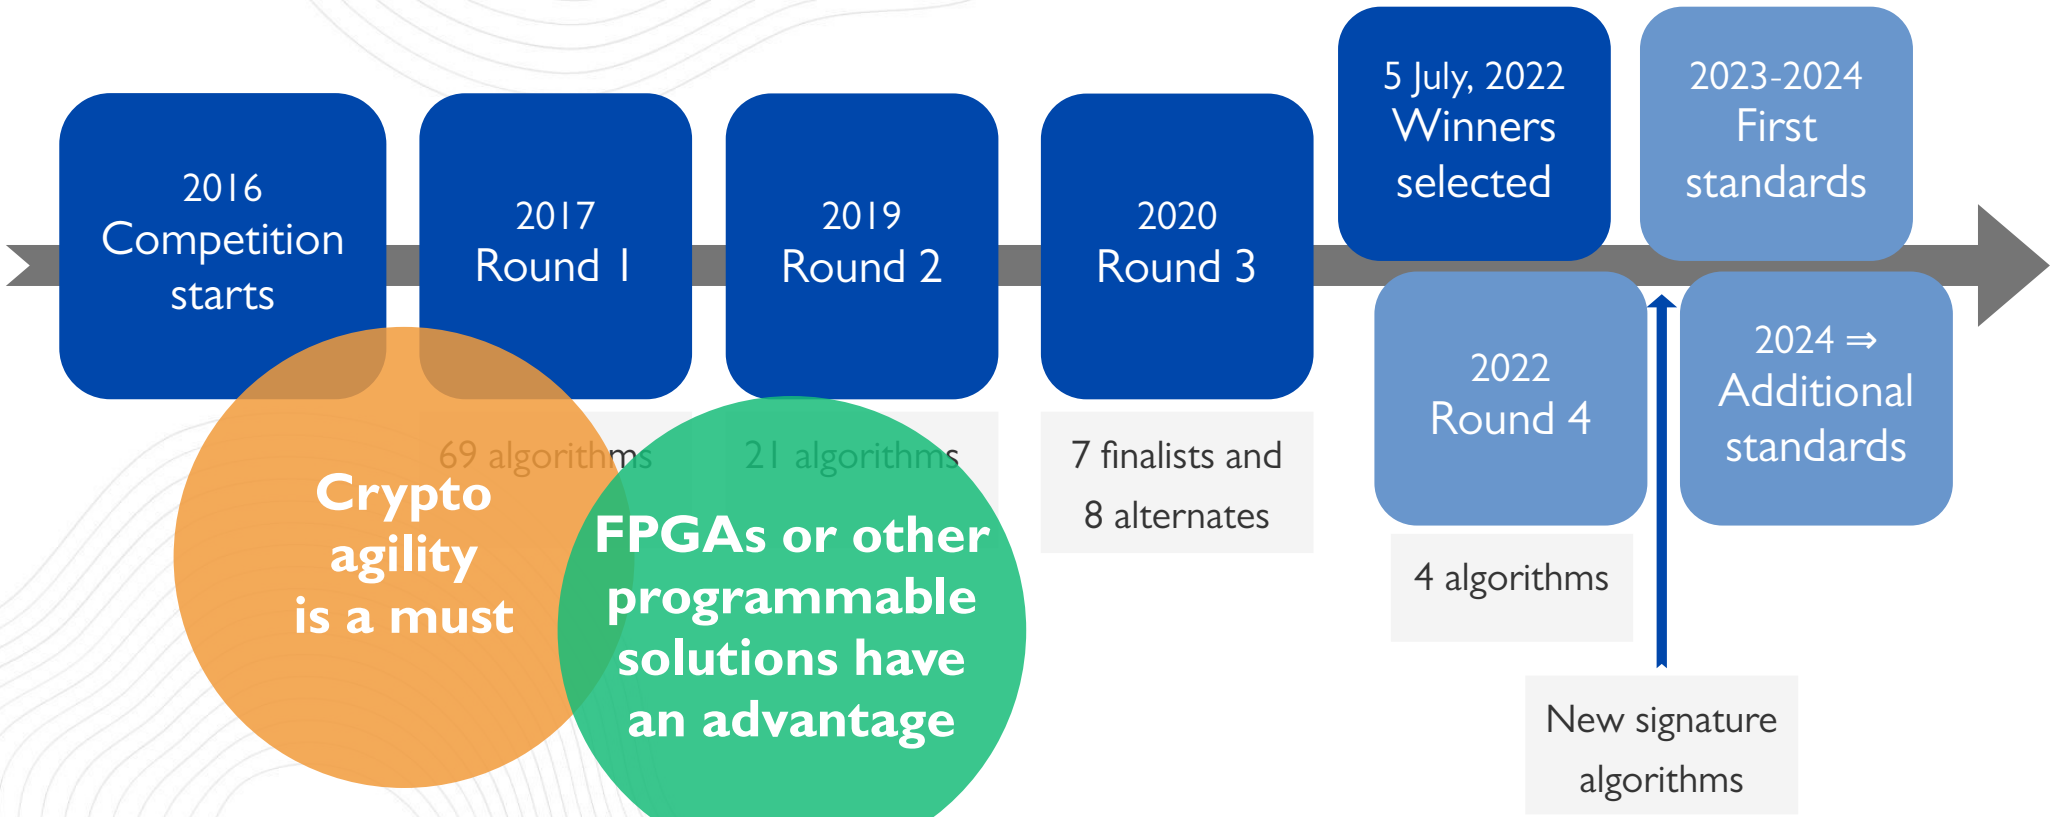 2016
Competition
starts
2017
Round 1
2019
Round 2
2020
Round 3
5 July, 2022
Winners
selected
2023-2024
First
standards
2022
Round 4
2024 ⇒
Additional
standards
69 algorithms
21 algorithms
7 finalists and
8 alternates
4 algorithms
New signature
algorithms
Crypto
agility
is a must
FPGAs or other
programmable
solutions have
an advantage